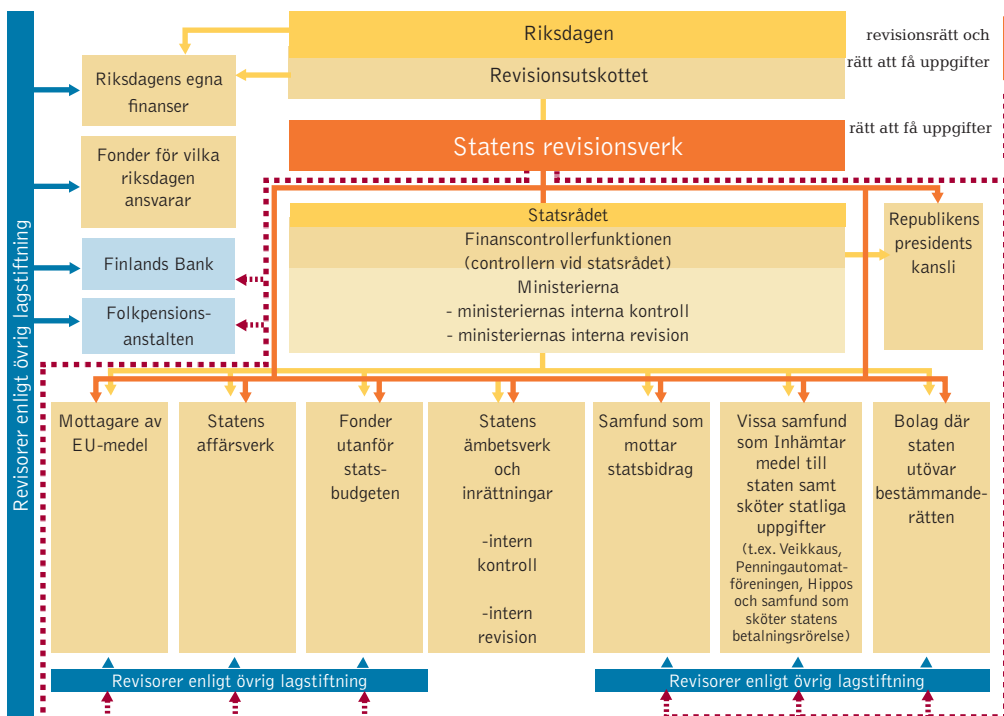 Riksdagen
Revisionsutskottet
revisionsrätt och
rätt att få uppgifter
Riksdagens egna
finanser
Statens revisionsverk
rätt att få uppgifter
Fonder för vilka
riksdagen
ansvarar
Finlands Bank
Folkpensions-
anstalten
Revisorer enligt övrig lagstiftning
Statsrådet
Finanscontrollerfunktionen
(controllern vid statsrådet)
Ministerierna
- ministeriernas interna kontroll
- ministeriernas interna revision
Republikens
presidents
kansli
Mottagare av
EU-medel
Statens
affärsverk
Fonder
utanför
stats-
budgeten
Statens
ämbetsverk
och
inrättningar
-intern
kontroll
-intern
revision
Samfund som
mottar
statsbidrag
Vissa samfund
som Inhämtar
medel till
staten samt
sköter statliga
uppgifter
(t.ex. Veikkaus,
Penningautomat-
föreningen, Hippos
och samfund som
sköter statens
betalningsrörelse)
Bolag där
staten
utövar
bestämmande-
rätten
Revisorer enligt övrig lagstiftning
Revisorer enligt övrig lagstiftning